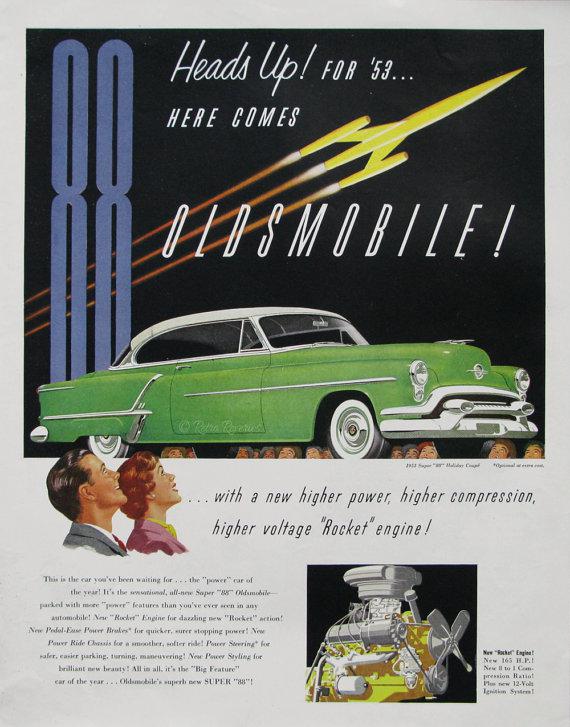 88
Heads Up! FOR '53...
HERE COMES
OLDSMOBILE!
© Retro Reveries
1953 Super "88" Holiday Coupé *Optional at extra cost.
...with a new higher power, higher compression,
higher voltage "Rocket" engine!
This is the car you've been waiting for . . . the "power" car of
the year! It's the sensational, all-new Super "88" Oldsmobile—
packed with more "power" features than you've ever seen in any
automobile! New "Rocket" Engine for dazzling new "Rocket" action!
New Pedal-Ease Power Brakes* for quicker, surer stopping power! New
Power Ride Chassis for a smoother, softer ride! Power Steering* for
safer, easier parking, turning, maneuvering! New Power Styling for
brilliant new beauty! All in all, it's the "Big Feature"
car of the year . . . Oldsmobile's superb new SUPER "88"!
New "Rocket" Engine!
New 165 H.P.!
New 8 to 1 Com-
pression Ratio!
Plus new 12-Volt
Ignition System!